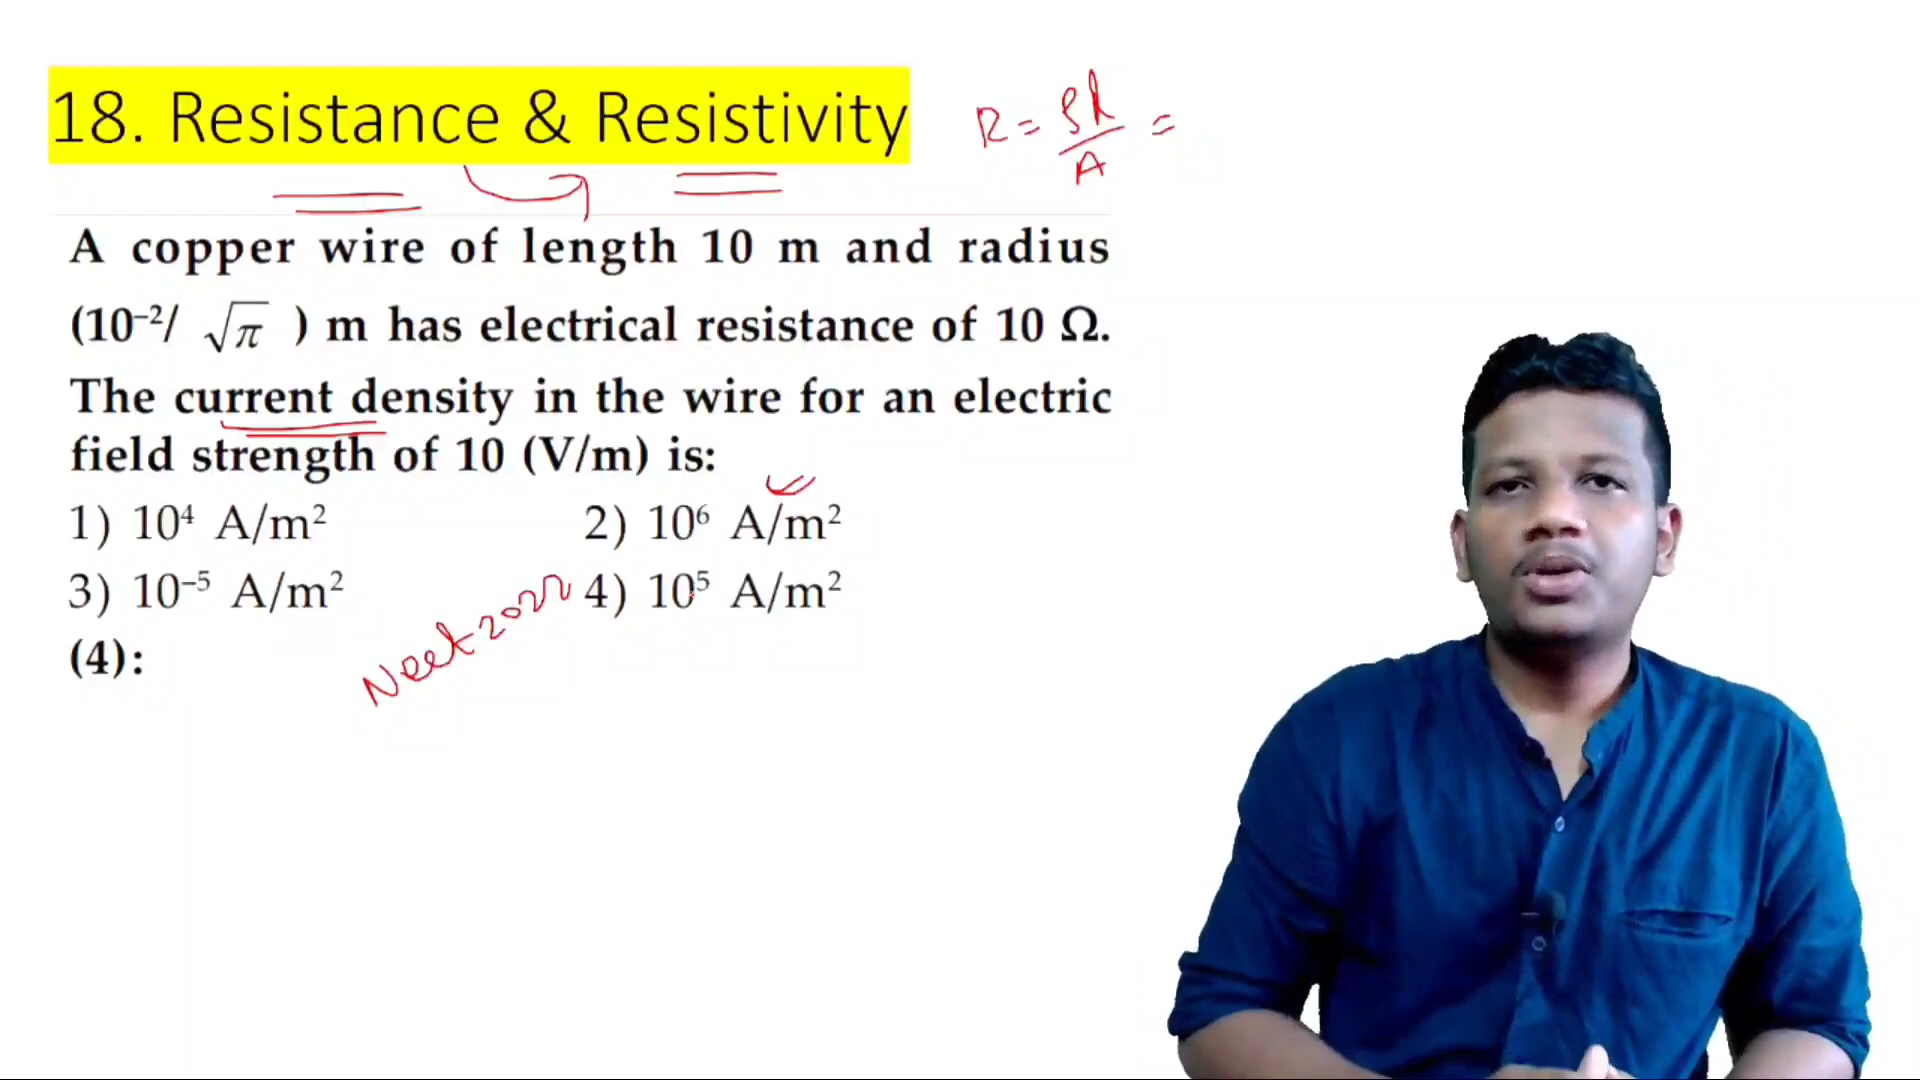 18. Resistance & Resistivity
R = ρl/A =
A copper wire of length 10 m and radius
(10⁻²/ √π ) m has electrical resistance of 10 Ω.
The current density in the wire for an electric
field strength of 10 (V/m) is:
1) 10⁴ A/m² 2) 10⁶ A/m²
3) 10⁻⁵ A/m² 4) 10⁵ A/m²
(4):
Neet 2022